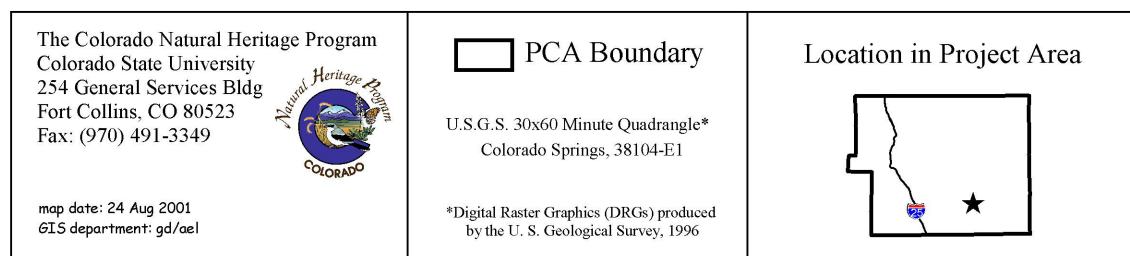 The Colorado Natural Heritage Program
Colorado State University
254 General Services Bldg
Fort Collins, CO 80523
Fax: (970) 491-3349
Natural Heritage Program
COLORADO
map date: 24 Aug 2001
GIS department: gd/ael
PCA Boundary
U.S.G.S. 30x60 Minute Quadrangle*
Colorado Springs, 38104-E1
*Digital Raster Graphics (DRGs) produced
by the U. S. Geological Survey, 1996
Location in Project Area
25